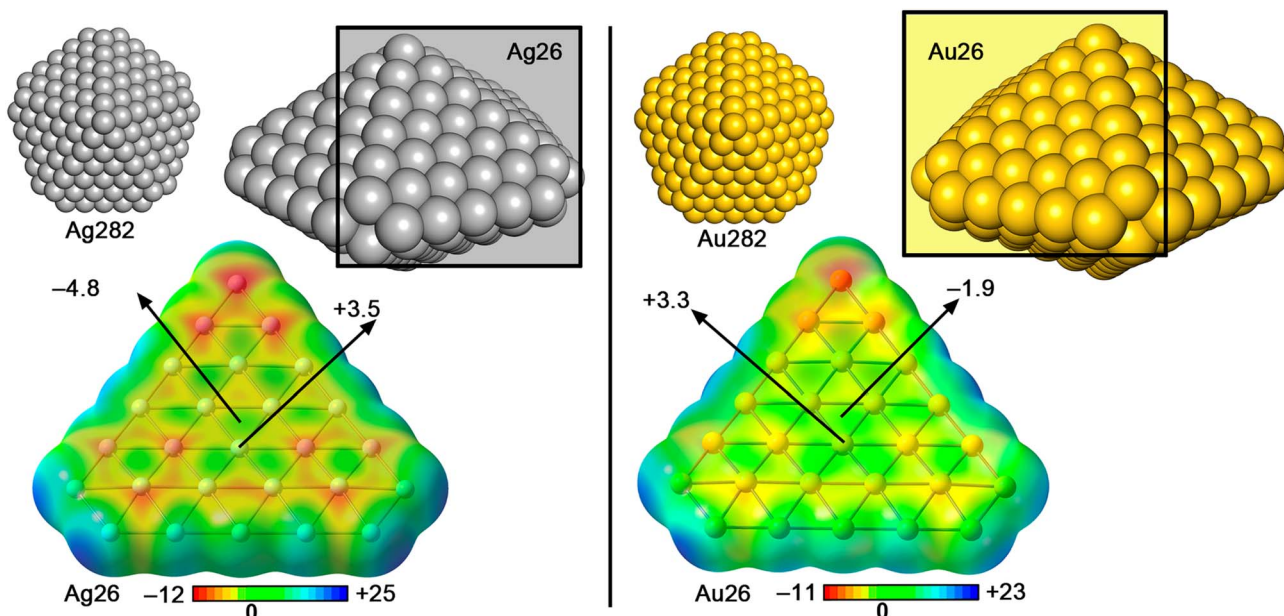 Ag26
Ag282
–4.8
+3.5
Ag26 –12 +25
0
Au26
Au282
+3.3
–1.9
Au26 –11 +23
0